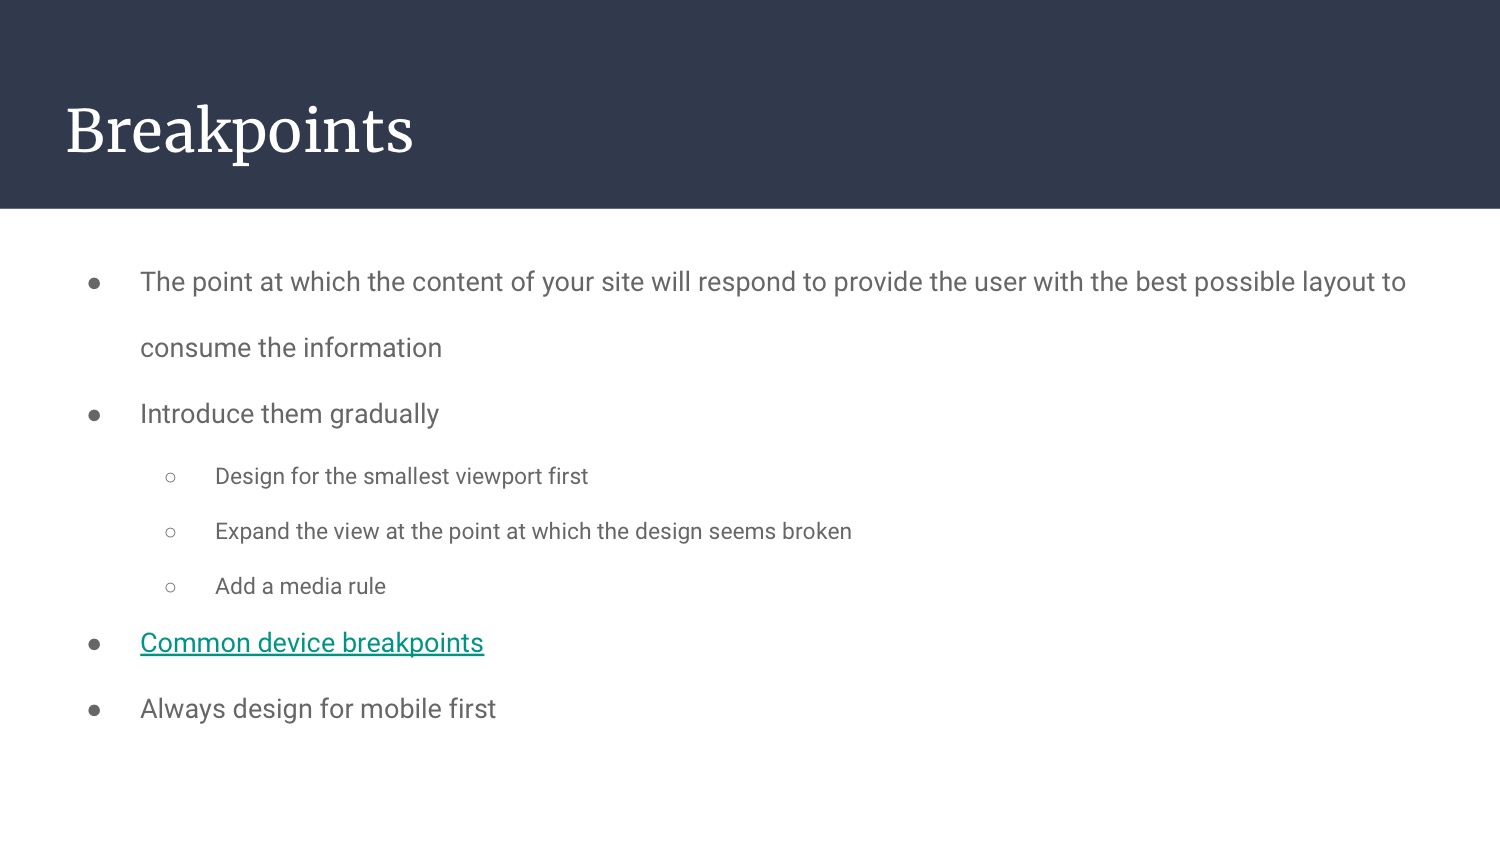 Breakpoints
● The point at which the content of your site will respond to provide the user with the best possible layout to
consume the information
● Introduce them gradually
○ Design for the smallest viewport first
○ Expand the view at the point at which the design seems broken
○ Add a media rule
● Common device breakpoints
● Always design for mobile first